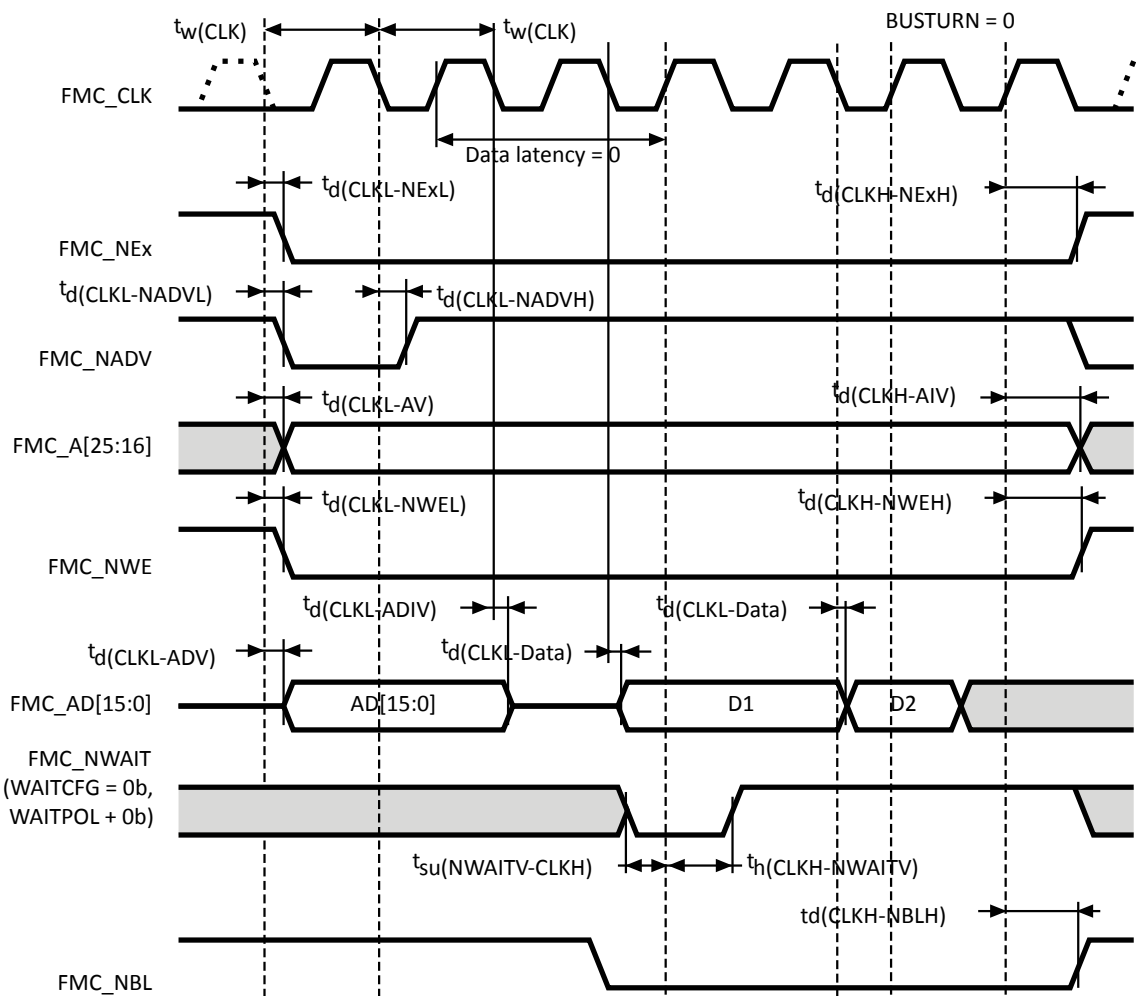 tw(CLK) tw(CLK) BUSTURN = 0
FMC_CLK
Data latency = 0
td(CLKL-NExL) td(CLKH-NExH)
FMC_NEx
td(CLKL-NADVL) td(CLKL-NADVH)
FMC_NADV
td(CLKL-AV) td(CLKH-AIV)
FMC_A[25:16]
td(CLKL-NWEL) td(CLKH-NWEH)
FMC_NWE
td(CLKL-ADIV) td(CLKL-Data)
td(CLKL-ADV) td(CLKL-Data)
FMC_AD[15:0] AD[15:0] D1 D2
FMC_NWAIT
(WAITCFG = 0b,
WAITPOL + 0b)
tsu(NWAITV-CLKH) th(CLKH-NWAITV)
td(CLKH-NBLH)
FMC_NBL